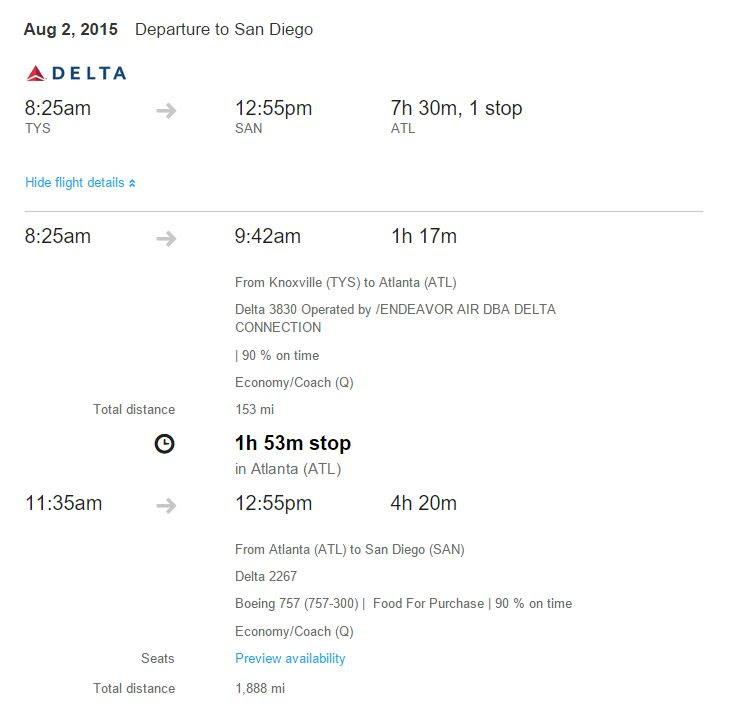 Aug 2, 2015 Departure to San Diego
DELTA
8:25am 12:55pm 7h 30m, 1 stop
TYS SAN ATL
Hide flight details
8:25am 9:42am 1h 17m
From Knoxville (TYS) to Atlanta (ATL)
Delta 3830 Operated by /ENDEAVOR AIR DBA DELTA
CONNECTION
| 90 % on time
Economy/Coach (Q)
Total distance 153 mi
1h 53m stop
in Atlanta (ATL)
11:35am 12:55pm 4h 20m
From Atlanta (ATL) to San Diego (SAN)
Delta 2267
Boeing 757 (757-300) | Food For Purchase | 90 % on time
Economy/Coach (Q)
Seats Preview availability
Total distance 1,888 mi